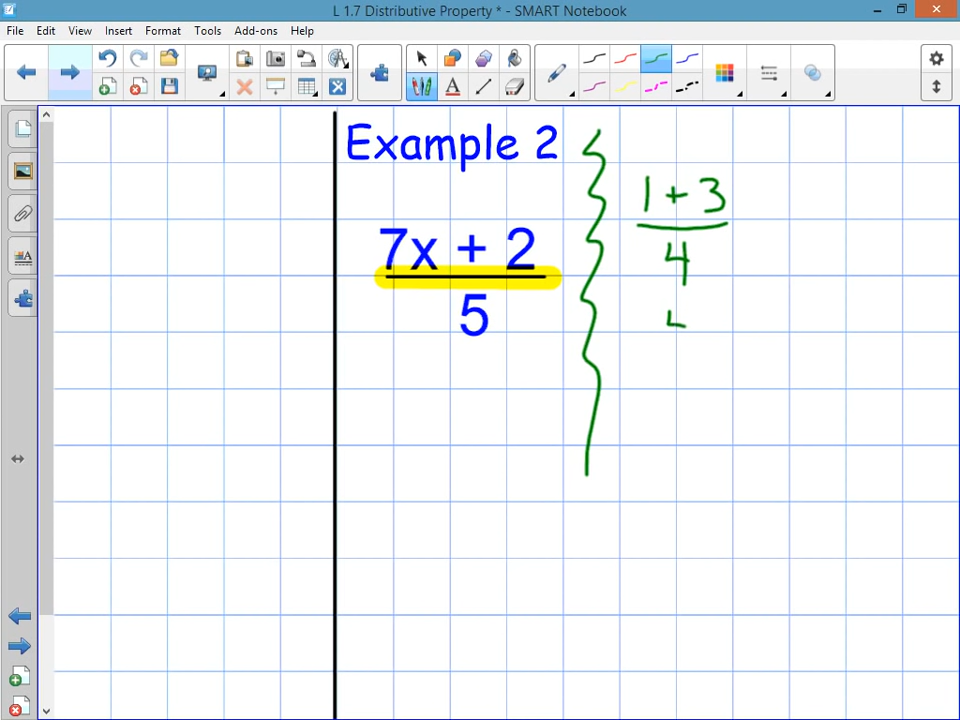 L 1.7 Distributive Property * - SMART Notebook
File Edit View Insert Format Tools Add-ons Help
Example 2
7x + 2
5
1 + 3
4